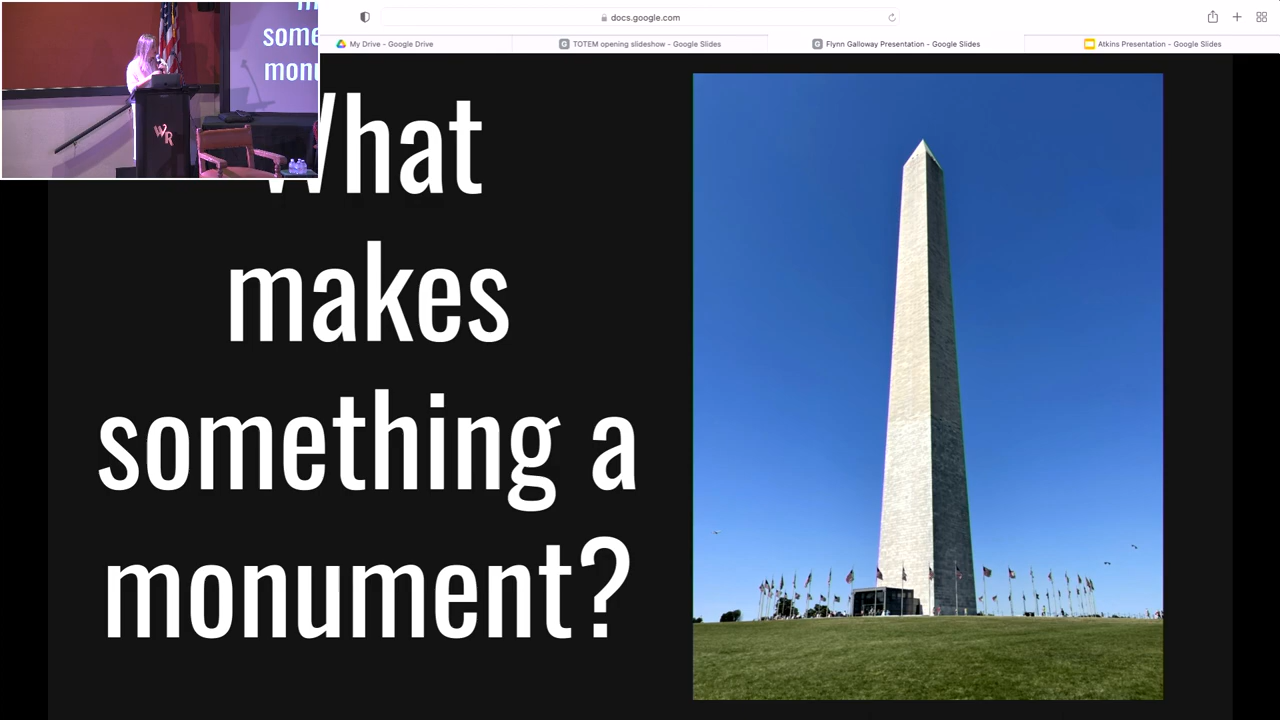 docs.google.com
My Drive - Google Drive
TOTEM opening slideshow - Google Slides
Flynn Galloway Presentation - Google Slides
Atkins Presentation - Google Slides
some
monu
WR
What
makes
something a
monument?